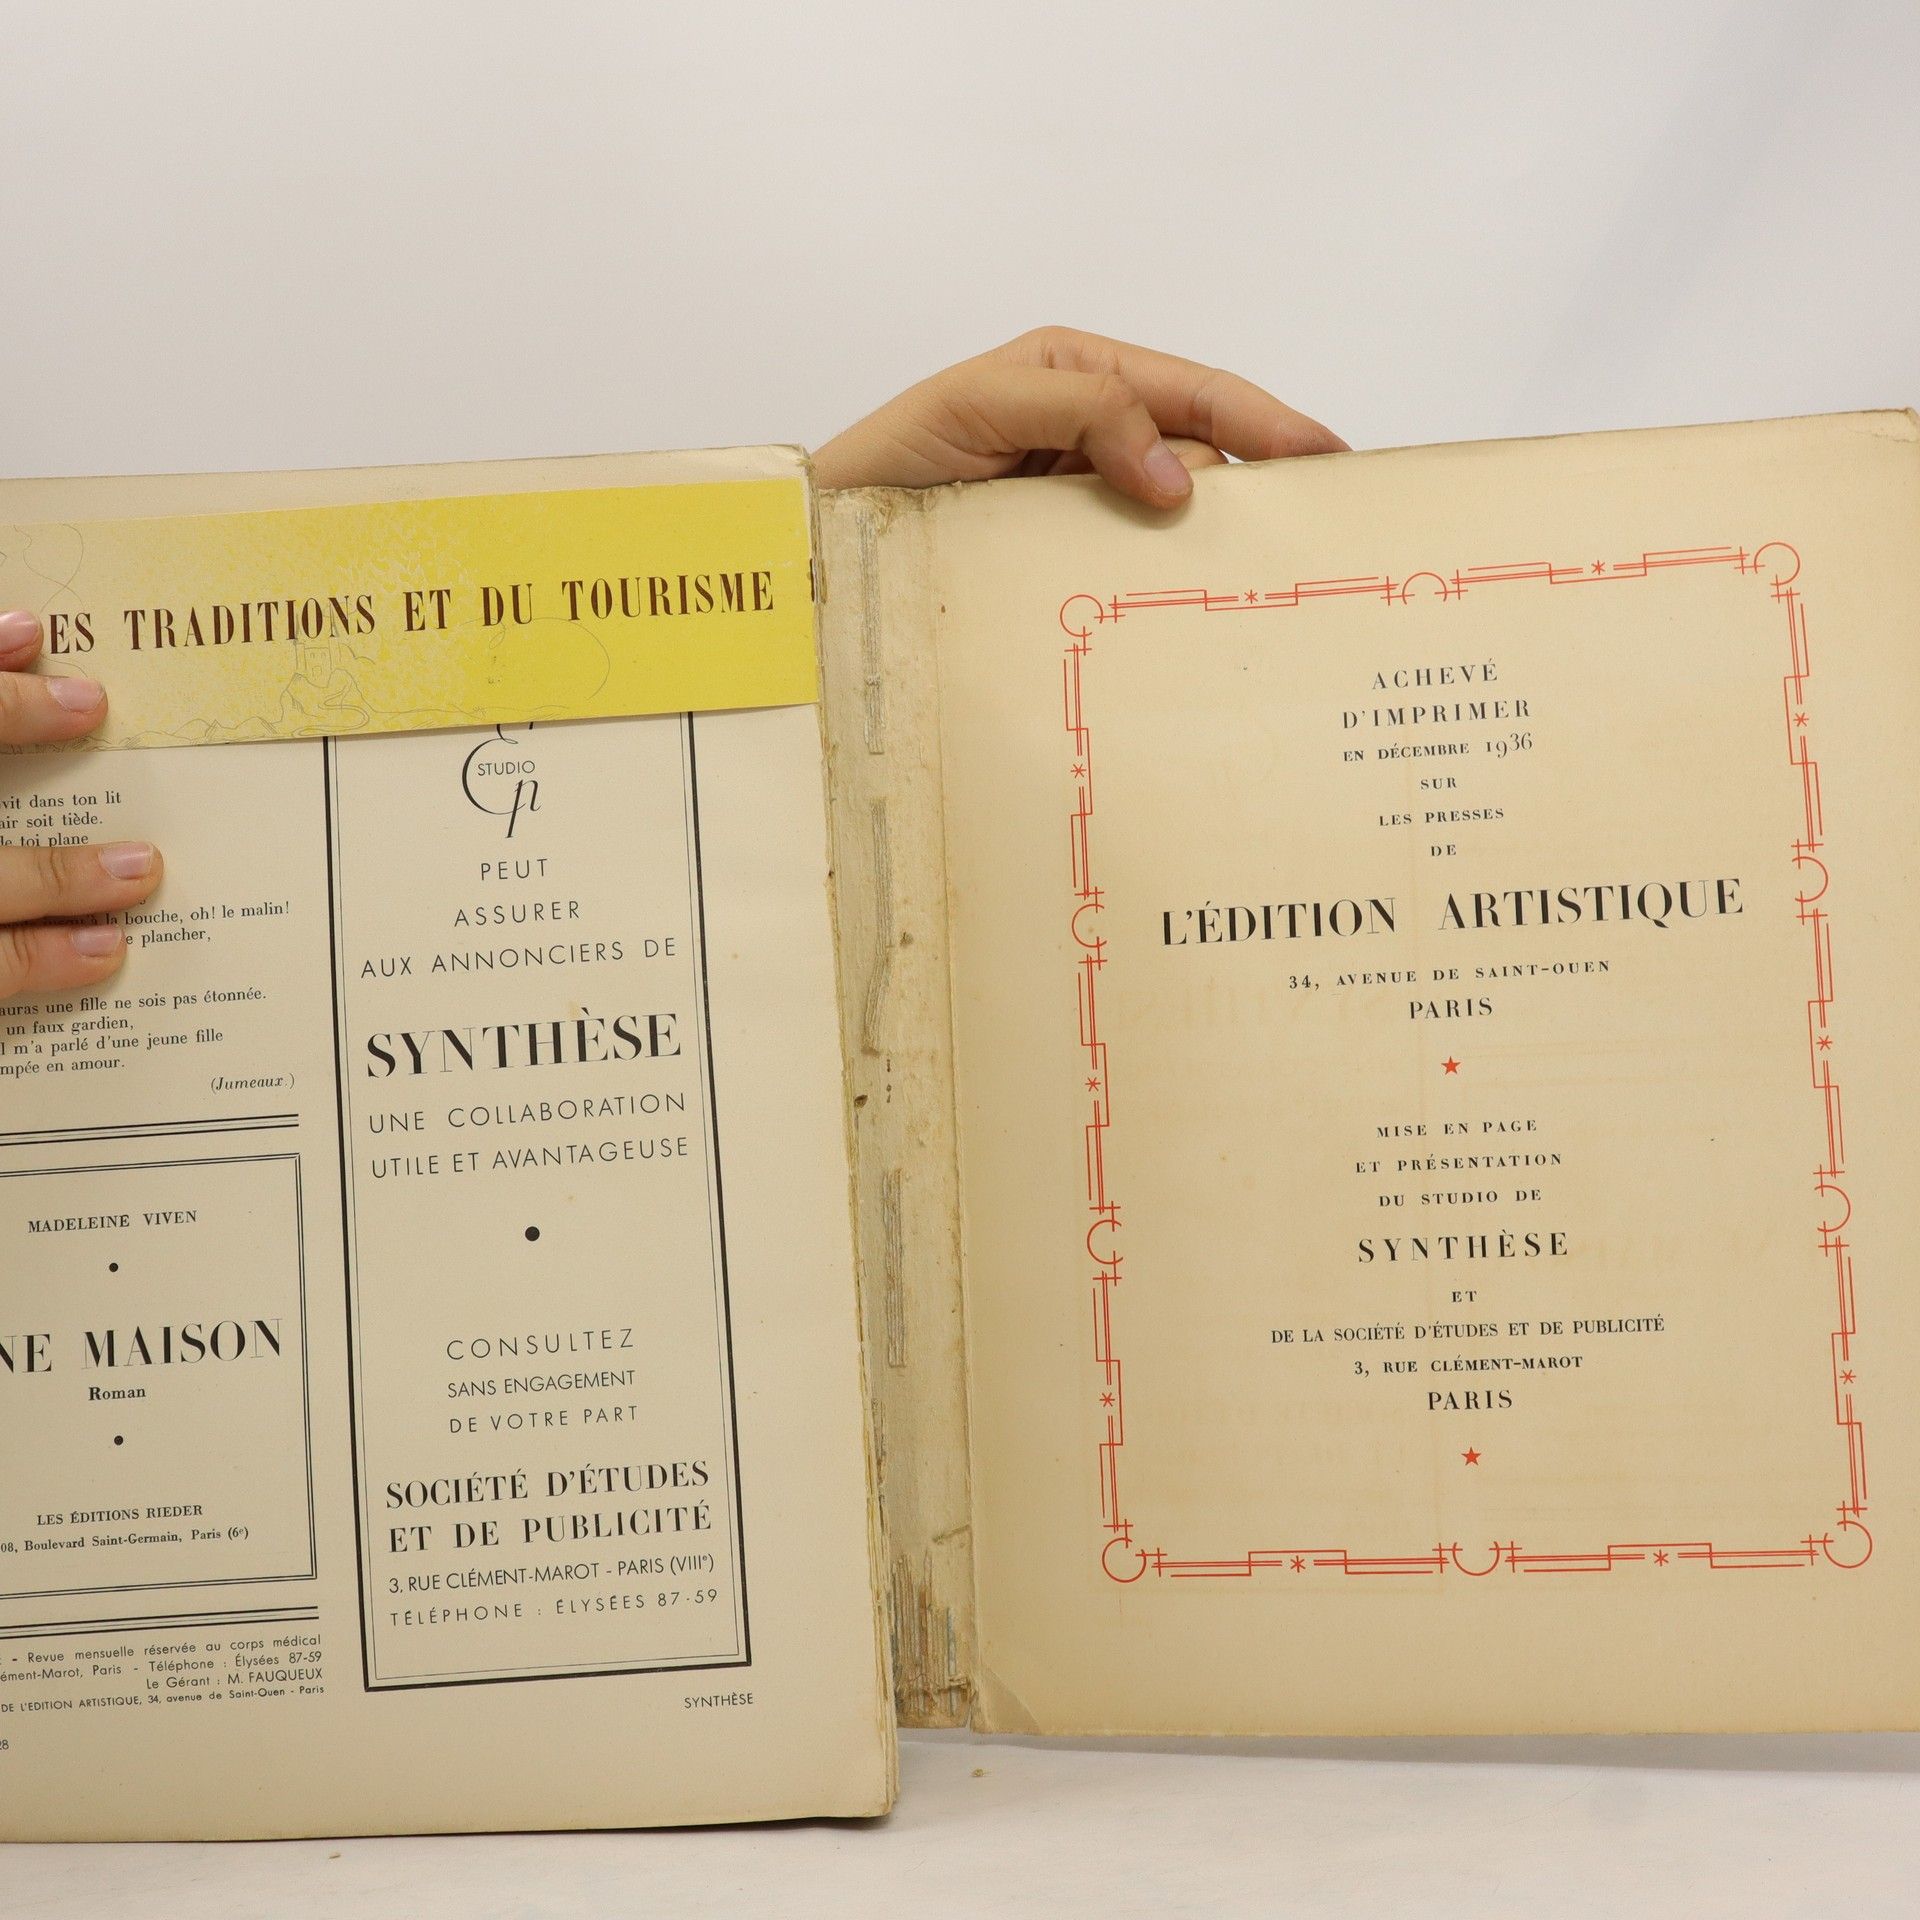 ES TRADITIONS ET DU TOURISME
vit dans ton lit
air soit tiède.
de toi plane
la bouche, oh! le malin!
e plancher,
auras une fille ne sois pas étonnée.
un faux gardien,
l m'a parlé d'une jeune fille
mpée en amour.
(Jumeaux.)
MADELEINE VIVEN
NE MAISON
Roman
LES ÉDITIONS RIEDER
08, Boulevard Saint-Germain, Paris (6e)
- Revue mensuelle réservée au corps médical
ément-Marot, Paris - Téléphone : Élysées 87-59
Le Gérant : M. FAUQUEUX
DE L'EDITION ARTISTIQUE, 34, avenue de Saint-Ouen - Paris
28
STUDIO
PEUT
ASSURER
AUX ANNONCIERS DE
SYNTHÈSE
UNE COLLABORATION
UTILE ET AVANTAGEUSE
CONSULTEZ
SANS ENGAGEMENT
DE VOTRE PART
SOCIÉTÉ D'ÉTUDES
ET DE PUBLICITÉ
3, RUE CLÉMENT-MAROT - PARIS (VIIIe)
TÉLÉPHONE : ÉLYSÉES 87-59
SYNTHÈSE
ACHEVÉ
D'IMPRIMER
EN DÉCEMBRE 1936
SUR
LES PRESSES
DE
L'ÉDITION ARTISTIQUE
34, AVENUE DE SAINT-OUEN
PARIS
MISE EN PAGE
ET PRÉSENTATION
DU STUDIO DE
SYNTHÈSE
ET
DE LA SOCIÉTÉ D'ÉTUDES ET DE PUBLICITÉ
3, RUE CLÉMENT-MAROT
PARIS